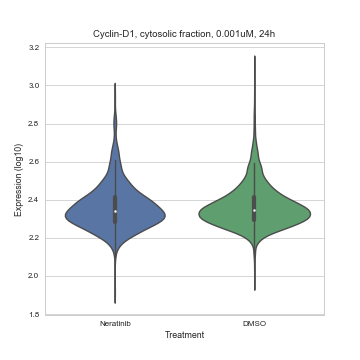 Cyclin-D1, cytosolic fraction, 0.001uM, 24h
3.2
3.0
2.8
2.6
2.4
2.2
2.0
1.8
Expression (log10)
Neratinib DMSO
Treatment